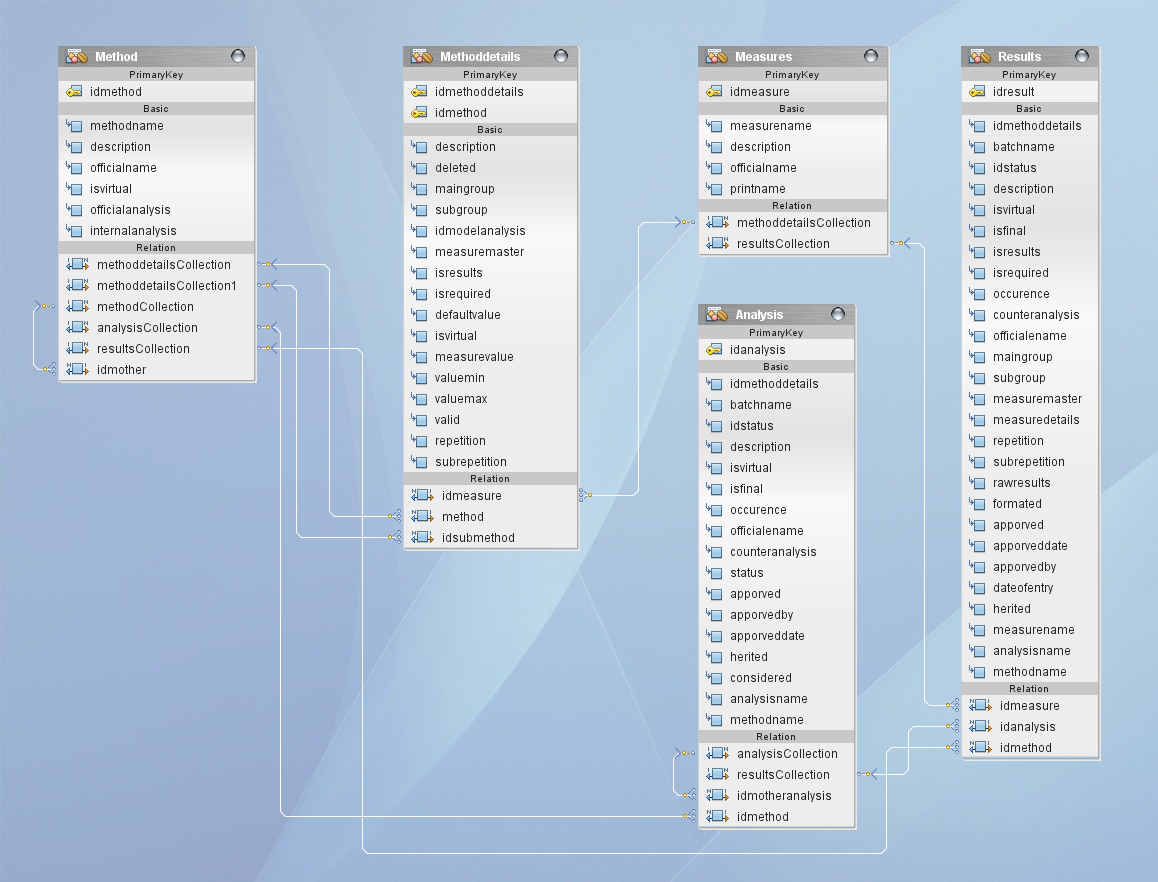 Method
PrimaryKey
idmethod
Basic
methodname
description
officialname
isvirtual
officialanalysis
internalanalysis
Relation
methoddetailsCollection
methoddetailsCollection1
methodCollection
analysisCollection
resultsCollection
idmother
Methoddetails
PrimaryKey
idmethoddetails
idmethod
Basic
description
deleted
maingroup
subgroup
idmodelanalysis
measuremaster
isresults
isrequired
defaultvalue
isvirtual
measurevalue
valuemin
valuemax
valid
repetition
subrepetition
Relation
idmeasure
method
idsubmethod
Measures
PrimaryKey
idmeasure
Basic
measurename
description
officialname
printname
Relation
methoddetailsCollection
resultsCollection
Analysis
PrimaryKey
idanalysis
Basic
idmethoddetails
batchname
idstatus
description
isvirtual
isfinal
occurence
officialename
counteranalysis
status
apporved
apporvedby
apporveddate
herited
considered
analysisname
methodname
Relation
analysisCollection
resultsCollection
idmotheranalysis
idmethod
Results
PrimaryKey
idresult
Basic
idmethoddetails
batchname
idstatus
description
isvirtual
isfinal
isresults
isrequired
occurence
counteranalysis
officialename
maingroup
subgroup
measuremaster
measuredetails
repetition
subrepetition
rawresults
formated
apporved
apporveddate
apporvedby
dateofentry
herited
measurename
analysisname
methodname
Relation
idmeasure
idanalysis
idmethod